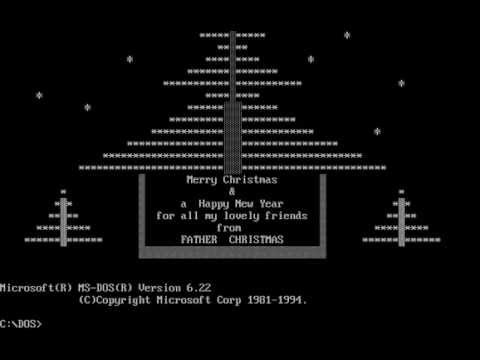 Merry Christmas
&
a Happy New Year
for all my lovely friends
from
FATHER CHRISTMAS
Microsoft(R) MS-DOS(R) Version 6.22
(C)Copyright Microsoft Corp 1981-1994.
C:\DOS>